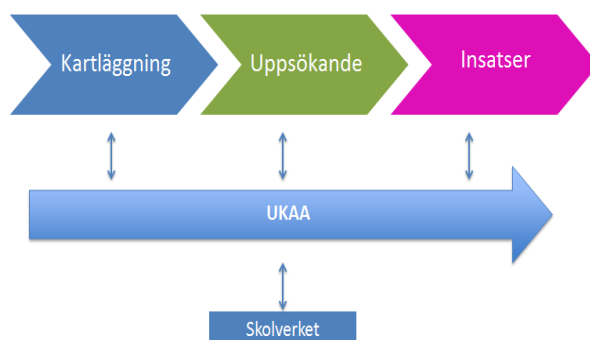 Kartläggning
Uppsökande
Insatser
UKAA
Skolverket